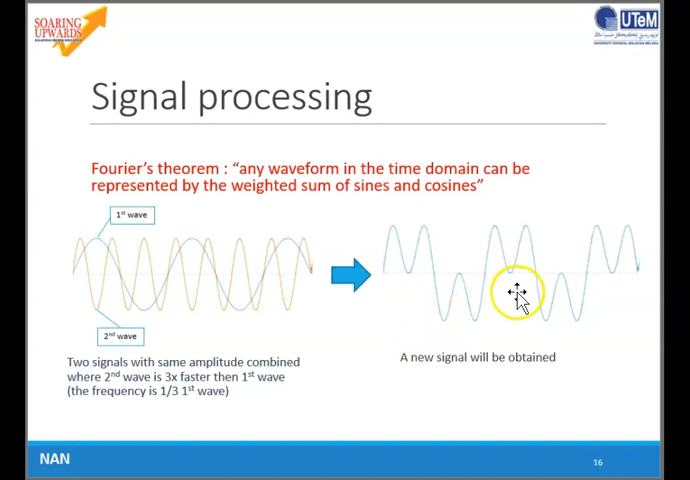 SOARING
UPWARDS
UTeM
Signal processing
Fourier's theorem : "any waveform in the time domain can be
represented by the weighted sum of sines and cosines"
1st wave
2nd wave
Two signals with same amplitude combined
where 2nd wave is 3x faster then 1st wave
(the frequency is 1/3 1st wave)
A new signal will be obtained
NAN
16